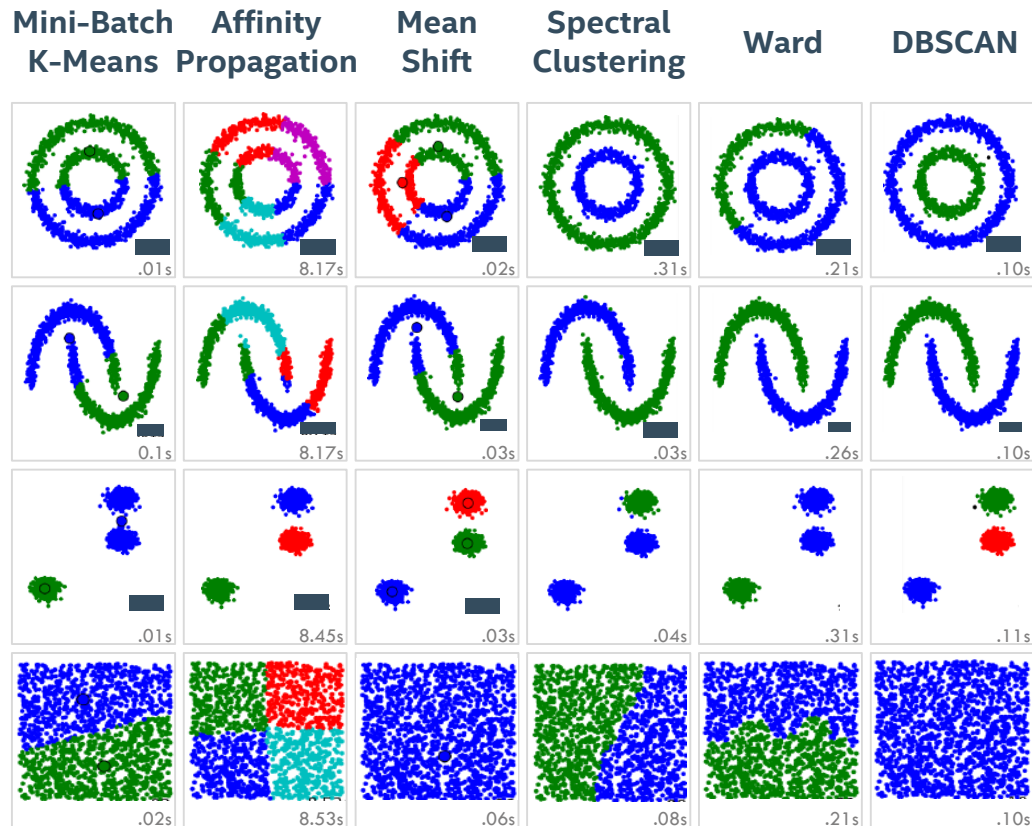 Mini-Batch Affinity Mean Spectral Ward DBSCAN
K-Means Propagation Shift Clustering
.01s 8.17s .02s .31s .21s .10s
0.1s 8.17s .03s .03s .26s .10s
.01s 8.45s .03s .04s .31s .11s
.02s 8.53s .06s .08s .21s .10s